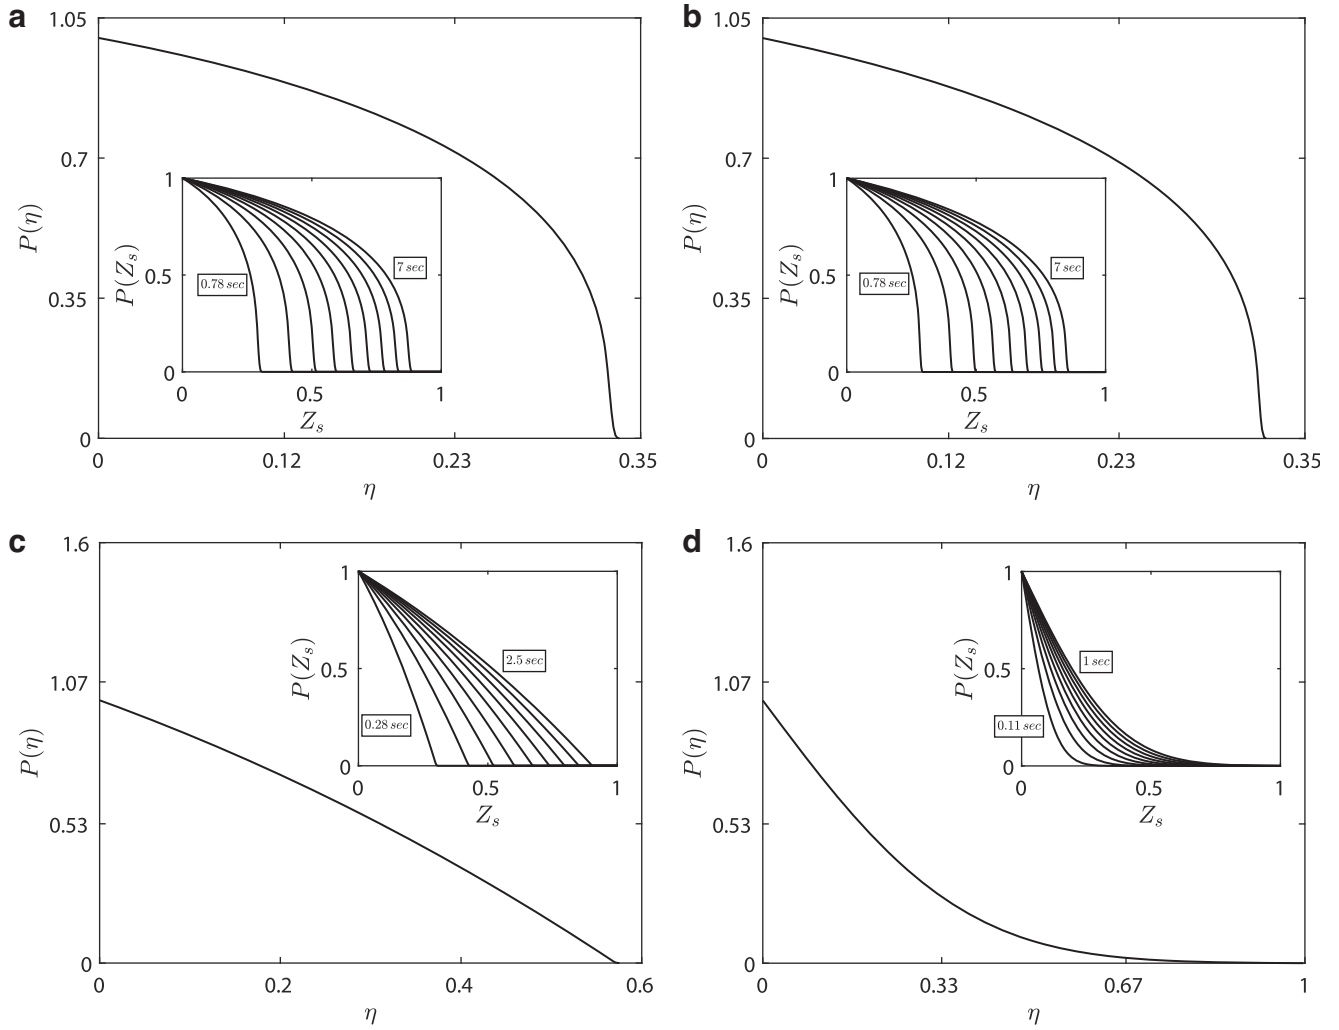 a
1.05
0.7
0.35
0
P(η)
0 0.12 0.23 0.35
η
1
0.5
0
P(Z_s)
0.78 sec
7 sec
0 0.5 1
Z_s
b
1.05
0.7
0.35
0
P(η)
0 0.12 0.23 0.35
η
1
0.5
0
P(Z_s)
0.78 sec
7 sec
0 0.5 1
Z_s
c
1.6
1.07
0.53
0
P(η)
0 0.2 0.4 0.6
η
1
0.5
0
P(Z_s)
2.5 sec
0.28 sec
0 0.5 1
Z_s
d
1.6
1.07
0.53
0
P(η)
0 0.33 0.67 1
η
1
0.5
0
P(Z_s)
1 sec
0.11 sec
0 0.5 1
Z_s